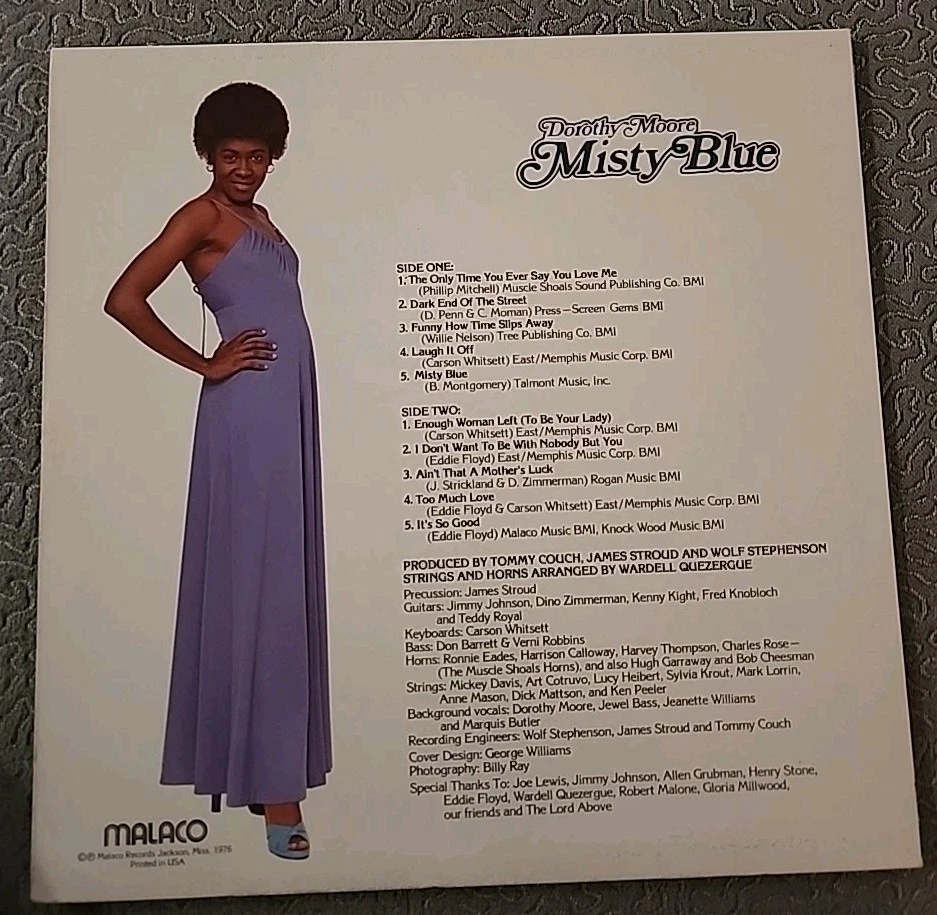 Dorothy Moore
Misty Blue
SIDE ONE:
1. The Only Time You Ever Say You Love Me
(Phillip Mitchell) Muscle Shoals Sound Publishing Co. BMI
2. Dark End Of The Street
(D. Penn & C. Moman) Press—Screen Gems BMI
3. Funny How Time Slips Away
(Willie Nelson) Tree Publishing Co. BMI
4. Laugh It Off
(Carson Whitsett) East/Memphis Music Corp. BMI
5. Misty Blue
(B. Montgomery) Talmont Music, Inc.
SIDE TWO:
1. Enough Woman Left (To Be Your Lady)
(Carson Whitsett) East/Memphis Music Corp. BMI
2. I Don't Want To Be With Nobody But You
(Eddie Floyd) East/Memphis Music Corp. BMI
3. Ain't That A Mother's Luck
(J. Strickland & D. Zimmerman) Rogan Music BMI
4. Too Much Love
(Eddie Floyd & Carson Whitsett) East/Memphis Music Corp. BMI
5. It's So Good
(Eddie Floyd) Malaco Music BMI, Knock Wood Music BMI
PRODUCED BY TOMMY COUCH, JAMES STROUD AND WOLF STEPHENSON
STRINGS AND HORNS ARRANGED BY WARDELL QUEZERGUE
Precussion: James Stroud
Guitars: Jimmy Johnson, Dino Zimmerman, Kenny Kight, Fred Knobloch
and Teddy Royal
Keyboards: Carson Whitsett
Bass: Don Barrett & Verni Robbins
Horns: Ronnie Eades, Harrison Calloway, Harvey Thompson, Charles Rose—
(The Muscle Shoals Horns), and also Hugh Garraway and Bob Cheesman
Strings: Mickey Davis, Art Cotruvo, Lucy Heibert, Sylvia Krout, Mark Lorrin,
Anne Mason, Dick Mattson, and Ken Peeler
Background vocals: Dorothy Moore, Jewel Bass, Jeanette Williams
and Marquis Butler
Recording Engineers: Wolf Stephenson, James Stroud and Tommy Couch
Cover Design: George Williams
Photography: Billy Ray
Special Thanks To: Joe Lewis, Jimmy Johnson, Allen Grubman, Henry Stone,
Eddie Floyd, Wardell Quezergue, Robert Malone, Gloria Millwood,
our friends and The Lord Above
MALACO
©℗ Malaco Records Jackson, Miss. 1976
Printed in USA